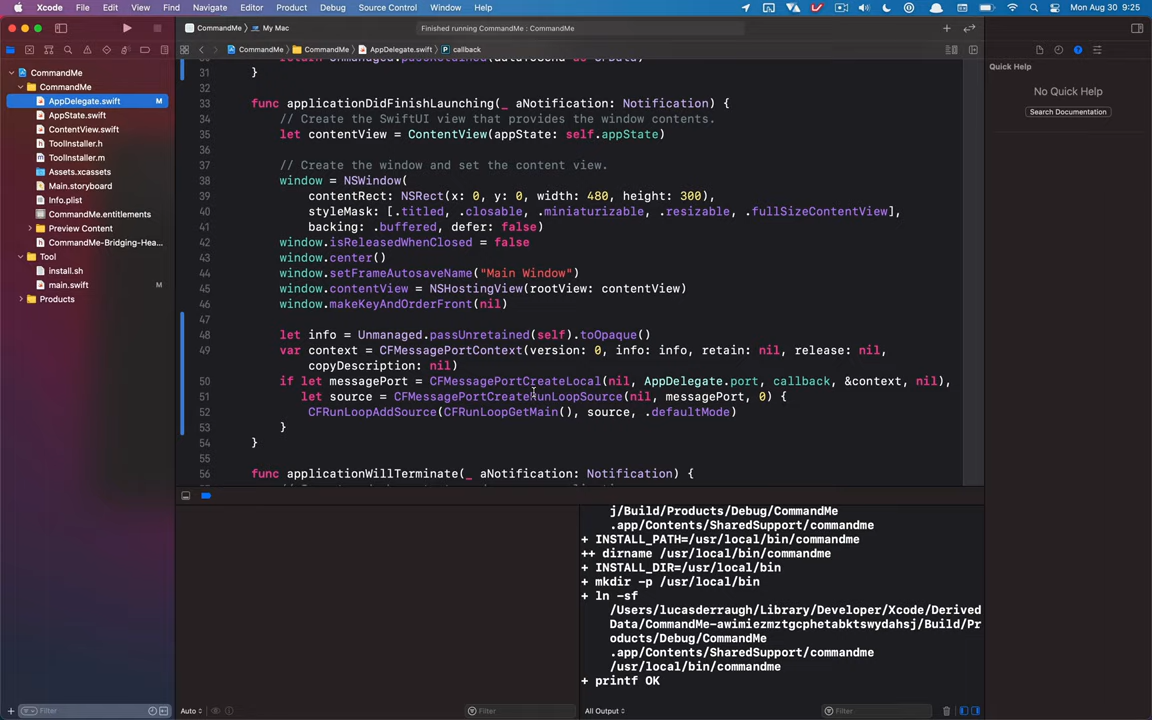 Xcode File Edit View Find Navigate Editor Product Debug Source Control Window Help Mon Aug 30 9:25
CommandMe My Mac Finished running CommandMe : CommandMe
CommandMe CommandMe AppDelegate.swift callback
CommandMe
CommandMe
AppDelegate.swift M
AppState.swift
ContentView.swift
ToolInstaller.h
ToolInstaller.m
Assets.xcassets
Main.storyboard
Info.plist
CommandMe.entitlements
Preview Content
CommandMe-Bridging-Hea...
Tool
install.sh
main.swift M
Products
31 }
32
33 func applicationDidFinishLaunching(_ aNotification: Notification) {
34 // Create the SwiftUI view that provides the window contents.
35 let contentView = ContentView(appState: self.appState)
36
37 // Create the window and set the content view.
38 window = NSWindow(
39 contentRect: NSRect(x: 0, y: 0, width: 480, height: 300),
40 styleMask: [.titled, .closable, .miniaturizable, .resizable, .fullSizeContentView],
41 backing: .buffered, defer: false)
42 window.isReleasedWhenClosed = false
43 window.center()
44 window.setFrameAutosaveName("Main Window")
45 window.contentView = NSHostingView(rootView: contentView)
46 window.makeKeyAndOrderFront(nil)
47
48 let info = Unmanaged.passUnretained(self).toOpaque()
49 var context = CFMessagePortContext(version: 0, info: info, retain: nil, release: nil,
copyDescription: nil)
50 if let messagePort = CFMessagePortCreateLocal(nil, AppDelegate.port, callback, &context, nil),
51 let source = CFMessagePortCreateRunLoopSource(nil, messagePort, 0) {
52 CFRunLoopAddSource(CFRunLoopGetMain(), source, .defaultMode)
53 }
54 }
55
56 func applicationWillTerminate(_ aNotification: Notification) {
Quick Help
No Quick Help
Search Documentation
j/Build/Products/Debug/CommandMe
.app/Contents/SharedSupport/commandme
+ INSTALL_PATH=/usr/local/bin/commandme
++ dirname /usr/local/bin/commandme
+ INSTALL_DIR=/usr/local/bin
+ mkdir -p /usr/local/bin
+ ln -sf
/Users/lucasderraugh/Library/Developer/Xcode/Derived
Data/CommandMe-awimiezmztgcphetabktswydahsj/Build/Pr
oducts/Debug/CommandMe
.app/Contents/SharedSupport/commandme
/usr/local/bin/commandme
+ printf OK
Filter Auto Filter All Output Filter